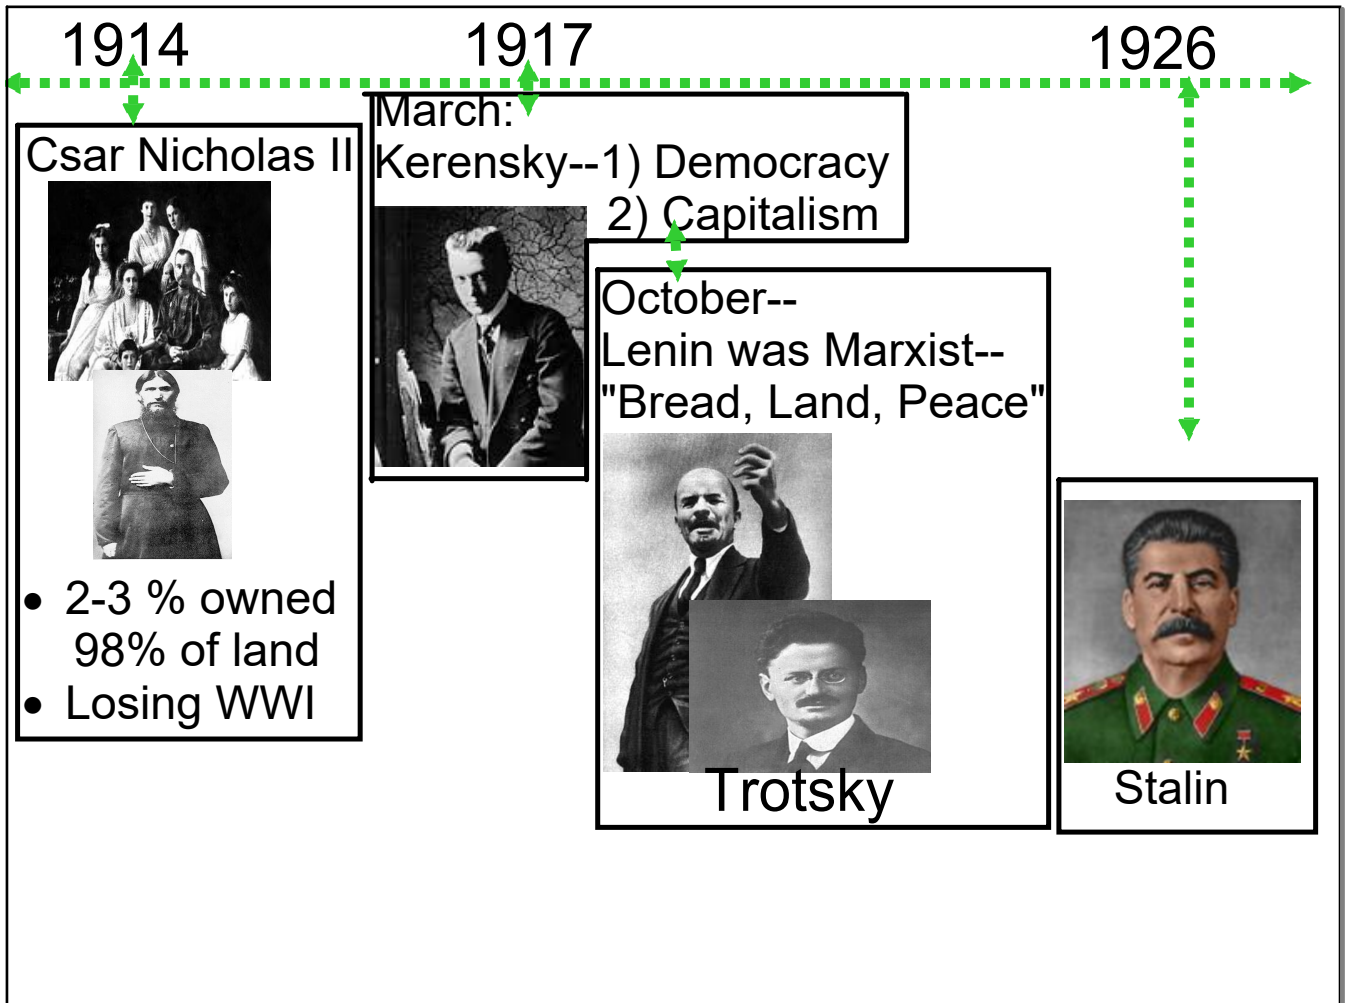 1914
1917
1926
Csar Nicholas II
• 2-3 % owned
98% of land
• Losing WWI
March:
Kerensky--1) Democracy
2) Capitalism
October--
Lenin was Marxist--
"Bread, Land, Peace"
Trotsky
Stalin